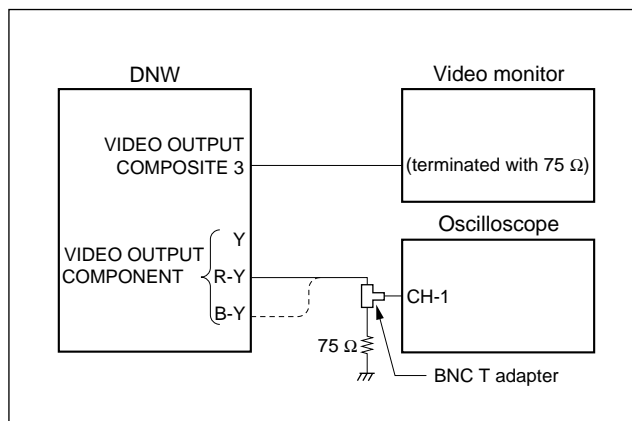 DNW
Video monitor
VIDEO OUTPUT
COMPOSITE 3
(terminated with 75 Ω)
Oscilloscope
VIDEO OUTPUT
COMPONENT
Y
R-Y
B-Y
CH-1
75 Ω
BNC T adapter